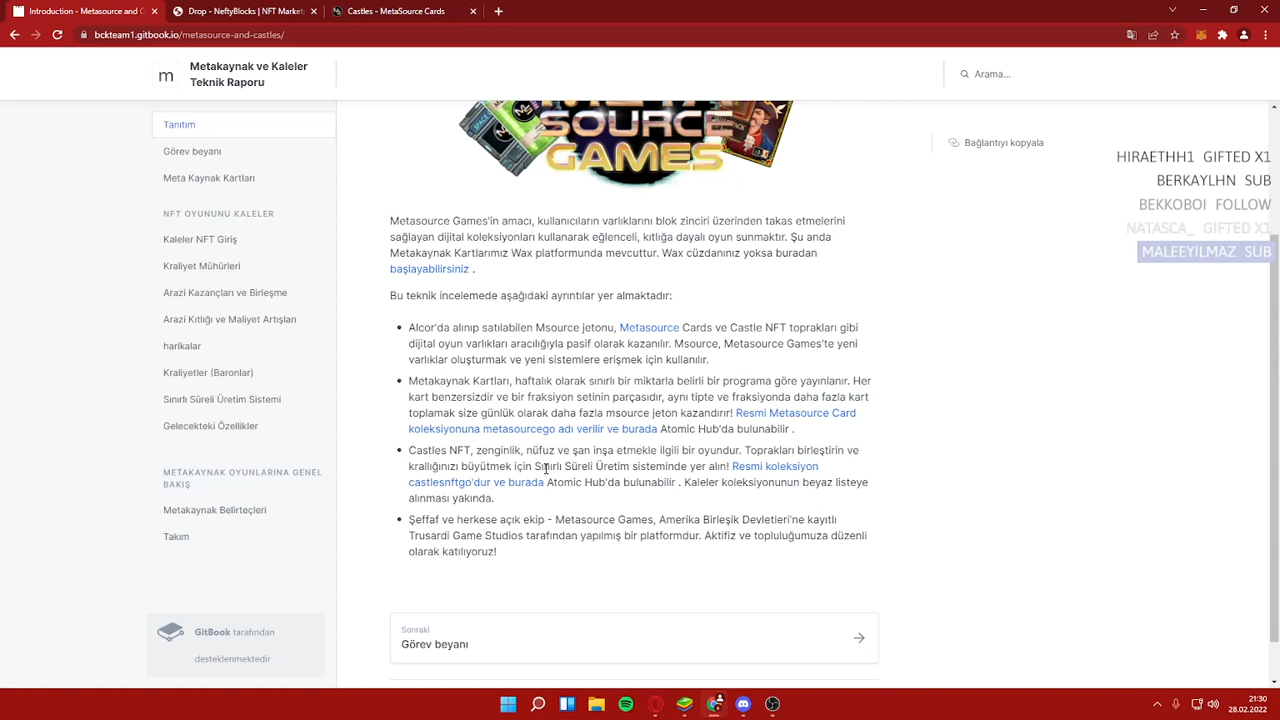 Introduction - MetaSource and Ca
Drop - NeftyBlocks | NFT Market
Castles - MetaSource Cards
bckteam1.gitbook.io/metasource-and-castles/
m
Metakaynak ve Kaleler
Teknik Raporu
Arama...
Tanıtım
Görev beyanı
Meta Kaynak Kartları
NFT OYUNUNU KALELER
Kaleler NFT Giriş
Kraliyet Mühürleri
Arazi Kazançları ve Birleşme
Arazi Kıtlığı ve Maliyet Artışları
harikalar
Kraliyetler (Baronlar)
Sınırlı Süreli Üretim Sistemi
Gelecekteki Özellikler
METAKAYNAK OYUNLARINA GENEL
BAKIŞ
Metakaynak Belirteçleri
Takım
GitBook tarafından
desteklenmektedir
SPACE
META
SOURCE
GAMES
Metasource Games'in amacı, kullanıcıların varlıklarını blok zinciri üzerinden takas etmelerini
sağlayan dijital koleksiyonları kullanarak eğlenceli, kıtlığa dayalı oyun sunmaktır. Şu anda
Metakaynak Kartlarımız Wax platformunda mevcuttur. Wax cüzdanınız yoksa buradan
başlayabilirsiniz .
Bu teknik incelemede aşağıdaki ayrıntılar yer almaktadır:
• Alcor'da alınıp satılabilen Msource jetonu, Metasource Cards ve Castle NFT toprakları gibi
dijital oyun varlıkları aracılığıyla pasif olarak kazanılır. Msource, Metasource Games'te yeni
varlıklar oluşturmak ve yeni sistemlere erişmek için kullanılır.
• Metakaynak Kartları, haftalık olarak sınırlı bir miktarla belirli bir programa göre yayınlanır. Her
kart benzersizdir ve bir fraksiyon setinin parçasıdır, aynı tipte ve fraksiyonda daha fazla kart
toplamak size günlük olarak daha fazla msource jeton kazandırır! Resmi Metasource Card
koleksiyonuna metasourcego adı verilir ve burada Atomic Hub'da bulunabilir .
• Castles NFT, zenginlik, nüfuz ve şan inşa etmekle ilgili bir oyundur. Toprakları birleştirin ve
krallığınızı büyütmek için Sınırlı Süreli Üretim sisteminde yer alın! Resmi koleksiyon
castlesnftgo'dur ve burada Atomic Hub'da bulunabilir . Kaleler koleksiyonunun beyaz listeye
alınması yakında.
• Şeffaf ve herkese açık ekip - Metasource Games, Amerika Birleşik Devletleri'ne kayıtlı
Trusardi Game Studios tarafından yapılmış bir platformdur. Aktifiz ve topluluğumuza düzenli
olarak katılıyoruz!
Sonraki
Görev beyanı
Bağlantıyı kopyala
HIRAETHH1 GIFTED X1
BERKAYLHN SUB
BEKKOBOI FOLLOW
NATASCA_ GIFTED X1
MALEEYILMAZ SUB
21:30
28.02.2022